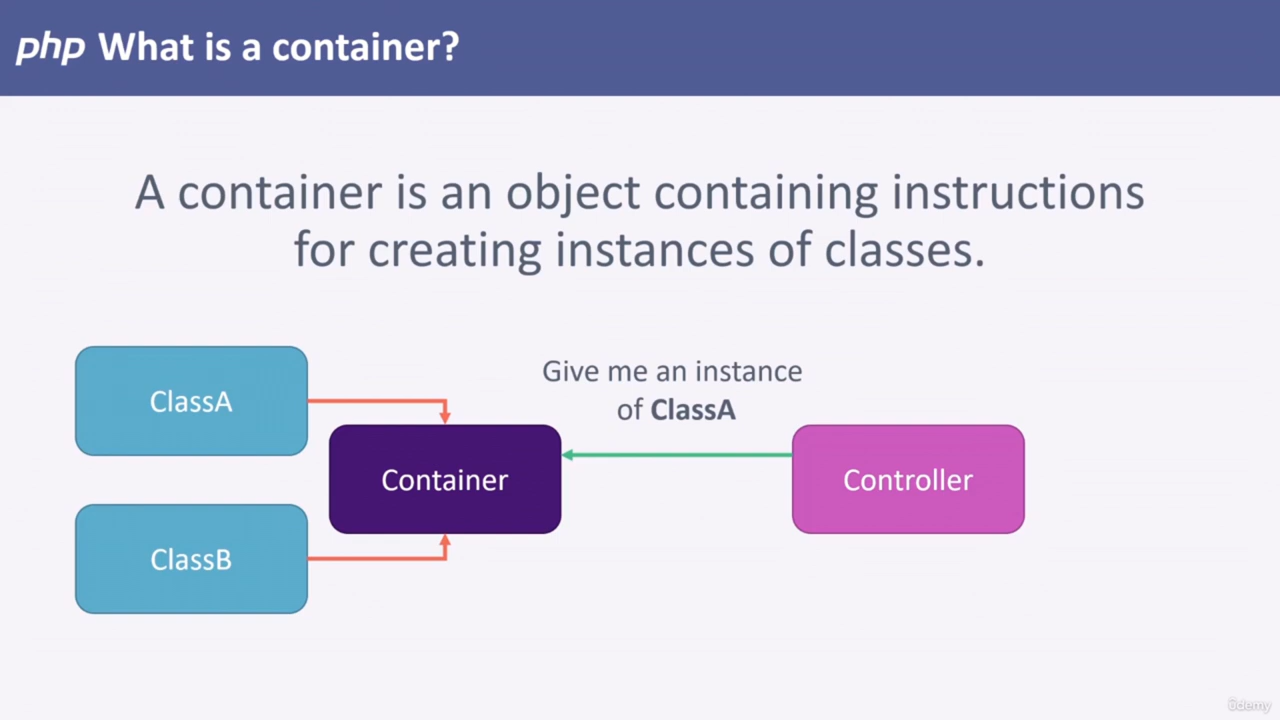 php What is a container?
A container is an object containing instructions
for creating instances of classes.
ClassA
Give me an instance
of ClassA
Container
Controller
ClassB
ûdemy